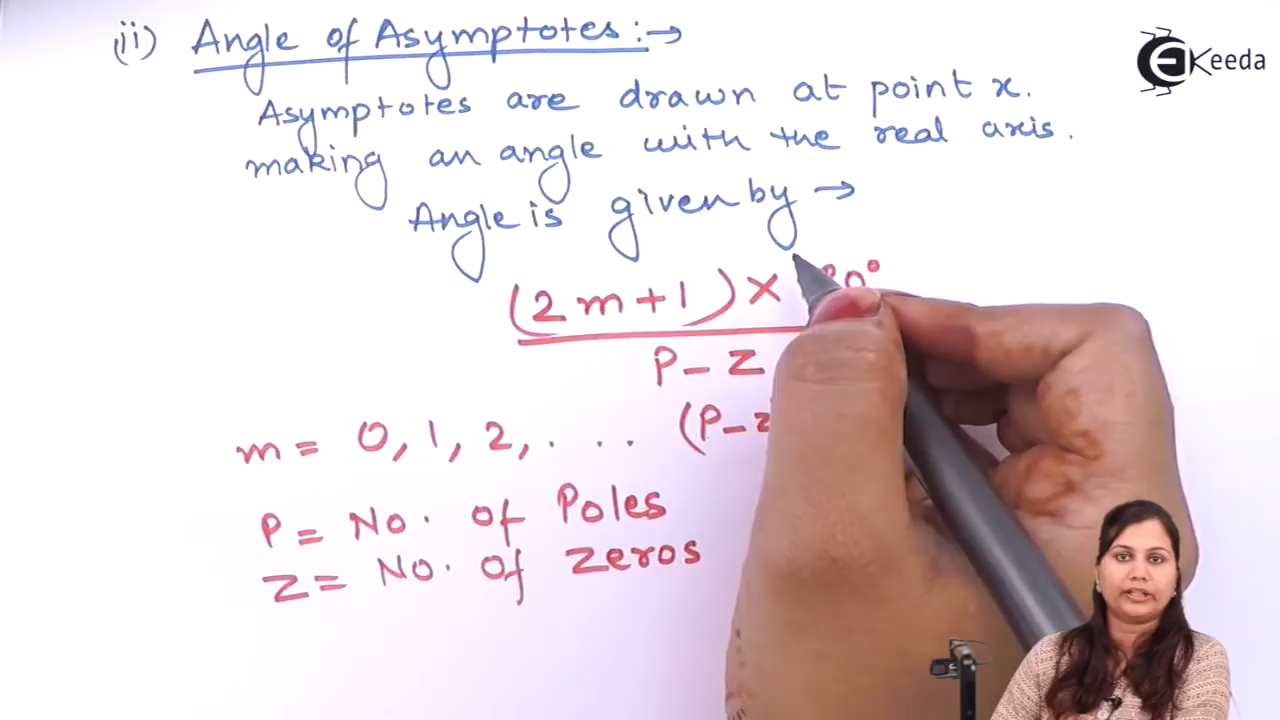 (ii) Angle of Asymptotes :→
EKeeda
Asymptotes are drawn at point x.
making an angle with the real axis.
Angle is given by →
(2m+1) ×
P - Z
m = 0, 1, 2, . . . (P-z
P = No. of Poles
Z = No. of Zeros